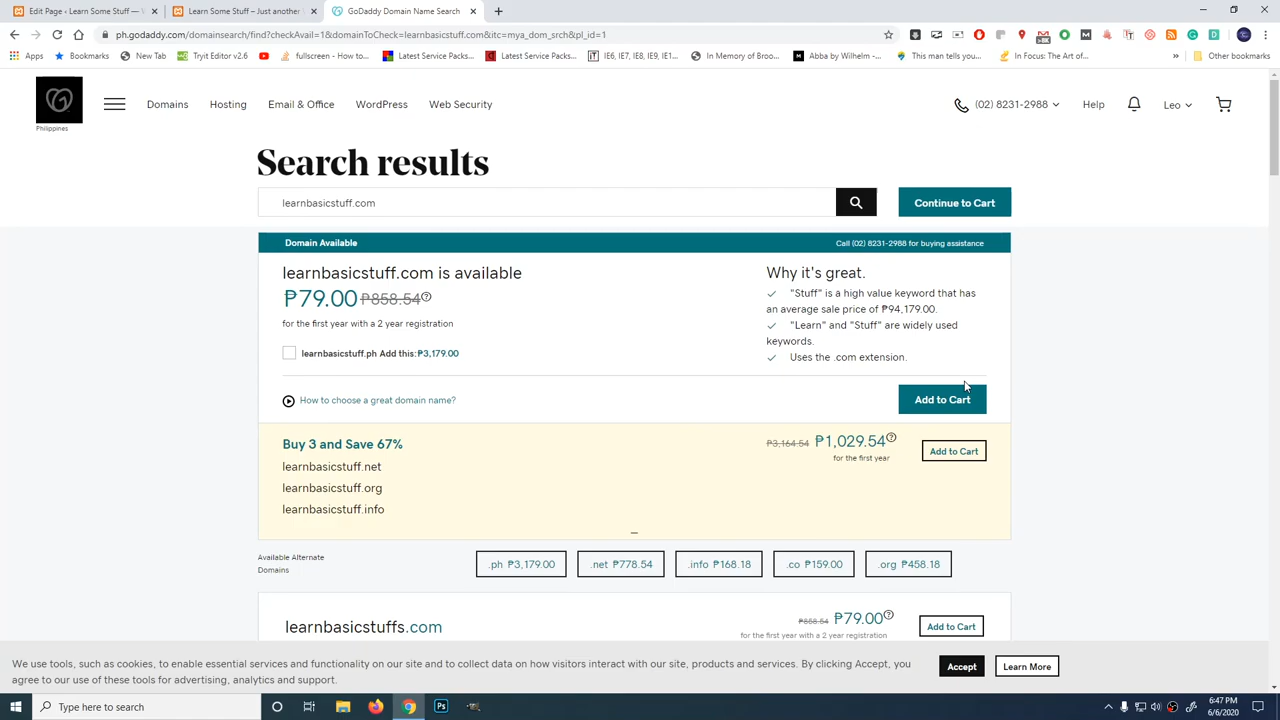 Edit Page ‹ Learn Some Stuff — W
Learn Some Stuff – Just another
GoDaddy Domain Name Search
ph.godaddy.com/domainsearch/find?checkAvail=1&domainToCheck=learnbasicstuff.com&itc=mya_dom_srch&pl_id=1
Apps
Bookmarks
New Tab
Tryit Editor v2.6
fullscreen - How to...
Latest Service Packs...
Latest Service Packs...
IE6, IE7, IE8, IE9, IE1...
In Memory of Broo...
Abba by Wilhelm -...
This man tells you...
In Focus: The Art of...
»
Other bookmarks
Philippines
Domains
Hosting
Email & Office
WordPress
Web Security
(02) 8231-2988
Help
Leo
Search results
learnbasicstuff.com
Continue to Cart
Domain Available
Call (02) 8231-2988 for buying assistance
learnbasicstuff.com is available
₱79.00 ₱858.54
for the first year with a 2 year registration
learnbasicstuff.ph Add this:₱3,179.00
Why it's great.
"Stuff" is a high value keyword that has
an average sale price of ₱94,179.00.
"Learn" and "Stuff" are widely used
keywords.
Uses the .com extension.
How to choose a great domain name?
Add to Cart
Buy 3 and Save 67%
₱3,164.54 ₱1,029.54
for the first year
Add to Cart
learnbasicstuff.net
learnbasicstuff.org
learnbasicstuff.info
Available Alternate
Domains
.ph ₱3,179.00
.net ₱778.54
.info ₱168.18
.co ₱159.00
.org ₱458.18
learnbasicstuffs.com
₱858.54 ₱79.00
for the first year with a 2 year registration
Add to Cart
We use tools, such as cookies, to enable essential services and functionality on our site and to collect data on how visitors interact with our site, products and services. By clicking Accept, you
agree to our use of these tools for advertising, analytics and support.
Accept
Learn More
Type here to search
6:47 PM
6/6/2020